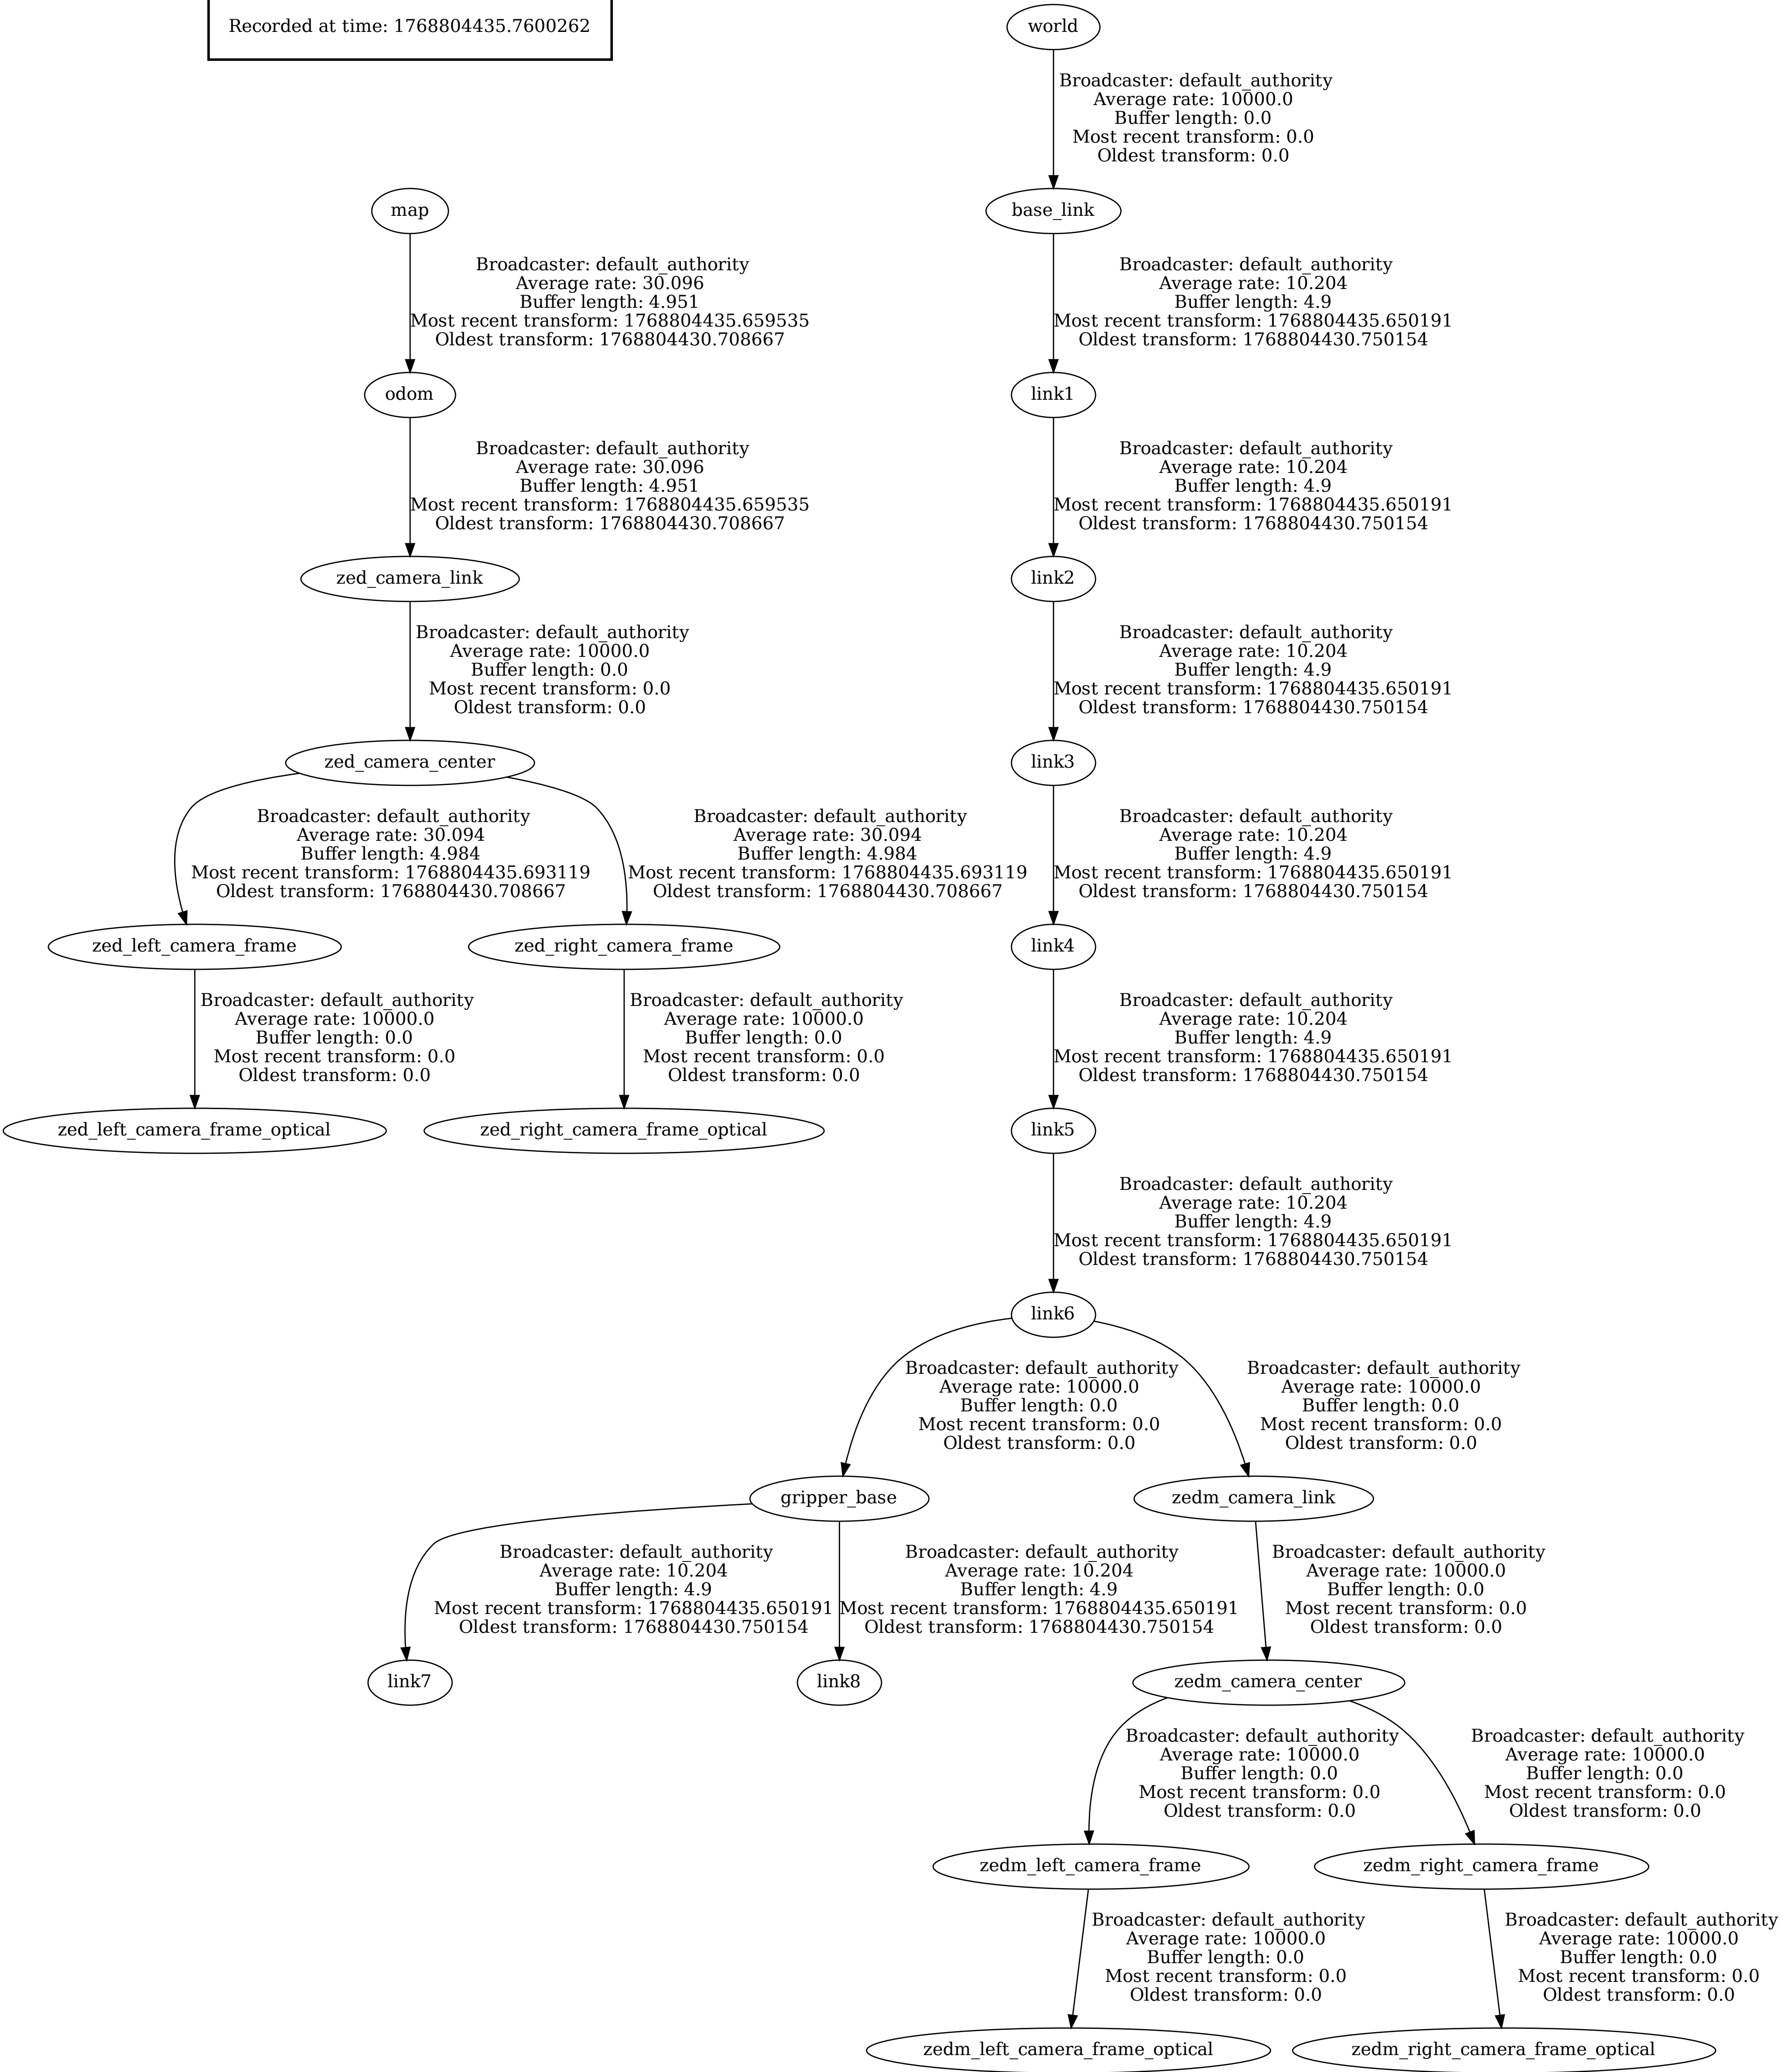 Recorded at time: 1768804435.7600262
world
Broadcaster: default_authority
Average rate: 10000.0
Buffer length: 0.0
Most recent transform: 0.0
Oldest transform: 0.0
map
base_link
Broadcaster: default_authority
Average rate: 30.096
Buffer length: 4.951
Most recent transform: 1768804435.659535
Oldest transform: 1768804430.708667
Broadcaster: default_authority
Average rate: 10.204
Buffer length: 4.9
Most recent transform: 1768804435.650191
Oldest transform: 1768804430.750154
odom
link1
Broadcaster: default_authority
Average rate: 30.096
Buffer length: 4.951
Most recent transform: 1768804435.659535
Oldest transform: 1768804430.708667
Broadcaster: default_authority
Average rate: 10.204
Buffer length: 4.9
Most recent transform: 1768804435.650191
Oldest transform: 1768804430.750154
zed_camera_link
link2
Broadcaster: default_authority
Average rate: 10000.0
Buffer length: 0.0
Most recent transform: 0.0
Oldest transform: 0.0
Broadcaster: default_authority
Average rate: 10.204
Buffer length: 4.9
Most recent transform: 1768804435.650191
Oldest transform: 1768804430.750154
zed_camera_center
link3
Broadcaster: default_authority
Average rate: 30.094
Buffer length: 4.984
Most recent transform: 1768804435.693119
Oldest transform: 1768804430.708667
Broadcaster: default_authority
Average rate: 30.094
Buffer length: 4.984
Most recent transform: 1768804435.693119
Oldest transform: 1768804430.708667
Broadcaster: default_authority
Average rate: 10.204
Buffer length: 4.9
Most recent transform: 1768804435.650191
Oldest transform: 1768804430.750154
zed_left_camera_frame
zed_right_camera_frame
link4
Broadcaster: default_authority
Average rate: 10000.0
Buffer length: 0.0
Most recent transform: 0.0
Oldest transform: 0.0
Broadcaster: default_authority
Average rate: 10000.0
Buffer length: 0.0
Most recent transform: 0.0
Oldest transform: 0.0
Broadcaster: default_authority
Average rate: 10.204
Buffer length: 4.9
Most recent transform: 1768804435.650191
Oldest transform: 1768804430.750154
zed_left_camera_frame_optical
zed_right_camera_frame_optical
link5
Broadcaster: default_authority
Average rate: 10.204
Buffer length: 4.9
Most recent transform: 1768804435.650191
Oldest transform: 1768804430.750154
link6
Broadcaster: default_authority
Average rate: 10000.0
Buffer length: 0.0
Most recent transform: 0.0
Oldest transform: 0.0
Broadcaster: default_authority
Average rate: 10000.0
Buffer length: 0.0
Most recent transform: 0.0
Oldest transform: 0.0
gripper_base
zedm_camera_link
Broadcaster: default_authority
Average rate: 10.204
Buffer length: 4.9
Most recent transform: 1768804435.650191
Oldest transform: 1768804430.750154
Broadcaster: default_authority
Average rate: 10.204
Buffer length: 4.9
Most recent transform: 1768804435.650191
Oldest transform: 1768804430.750154
Broadcaster: default_authority
Average rate: 10000.0
Buffer length: 0.0
Most recent transform: 0.0
Oldest transform: 0.0
link7
link8
zedm_camera_center
Broadcaster: default_authority
Average rate: 10000.0
Buffer length: 0.0
Most recent transform: 0.0
Oldest transform: 0.0
Broadcaster: default_authority
Average rate: 10000.0
Buffer length: 0.0
Most recent transform: 0.0
Oldest transform: 0.0
zedm_left_camera_frame
zedm_right_camera_frame
Broadcaster: default_authority
Average rate: 10000.0
Buffer length: 0.0
Most recent transform: 0.0
Oldest transform: 0.0
Broadcaster: default_authority
Average rate: 10000.0
Buffer length: 0.0
Most recent transform: 0.0
Oldest transform: 0.0
zedm_left_camera_frame_optical
zedm_right_camera_frame_optical